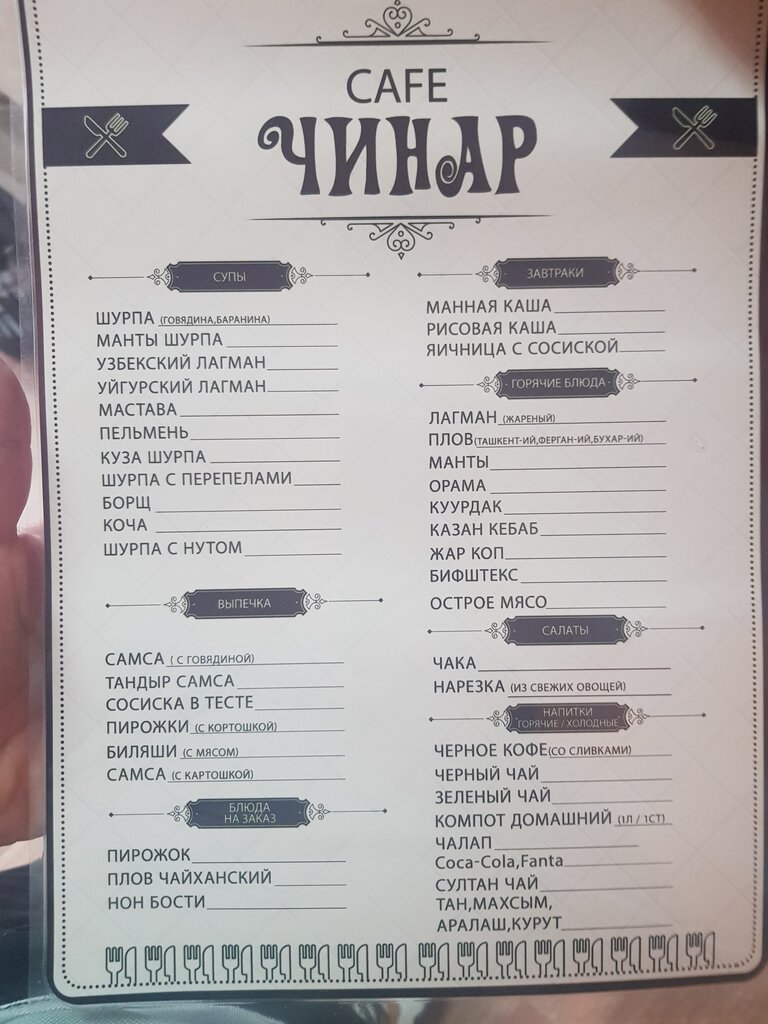 CAFE
ЧИНАР
СУПЫ
ШУРПА (ГОВЯДИНА,БАРАНИНА)
МАНТЫ ШУРПА
УЗБЕКСКИЙ ЛАГМАН
УЙГУРСКИЙ ЛАГМАН
МАСТАВА
ПЕЛЬМЕНЬ
КУЗА ШУРПА
ШУРПА С ПЕРЕПЕЛАМИ
БОРЩ
КОЧА
ШУРПА С НУТОМ
ВЫПЕЧКА
САМСА ( С ГОВЯДИНОЙ)
ТАНДЫР САМСА
СОСИСКА В ТЕСТЕ
ПИРОЖКИ (С КОРТОШКОЙ)
БИЛЯШИ (С МЯСОМ)
САМСА (С КАРТОШКОЙ)
БЛЮДА
НА ЗАКАЗ
ПИРОЖОК
ПЛОВ ЧАЙХАНСКИЙ
НОН БОСТИ
ЗАВТРАКИ
МАННАЯ КАША
РИСОВАЯ КАША
ЯИЧНИЦА С СОСИСКОЙ
ГОРЯЧИЕ БЛЮДА
ЛАГМАН (ЖАРЕНЫЙ)
ПЛОВ(ТАШКЕНТ-ИЙ,ФЕРГАН-ИЙ,БУХАР-ИЙ)
МАНТЫ
ОРАМА
КУУРДАК
КАЗАН КЕБАБ
ЖАР КОП
БИФШТЕКС
ОСТРОЕ МЯСО
САЛАТЫ
ЧАКА
НАРЕЗКА (ИЗ СВЕЖИХ ОВОЩЕЙ)
НАПИТКИ
ГОРЯЧИЕ / ХОЛОДНЫЕ
ЧЕРНОЕ КОФЕ(СО СЛИВКАМИ)
ЧЕРНЫЙ ЧАЙ
ЗЕЛЕНЫЙ ЧАЙ
КОМПОТ ДОМАШНИЙ (1Л / 1СТ)
ЧАЛАП
Coca-Cola,Fanta
СУЛТАН ЧАЙ
ТАН,МАХСЫМ,
АРАЛАШ,КУРУТ